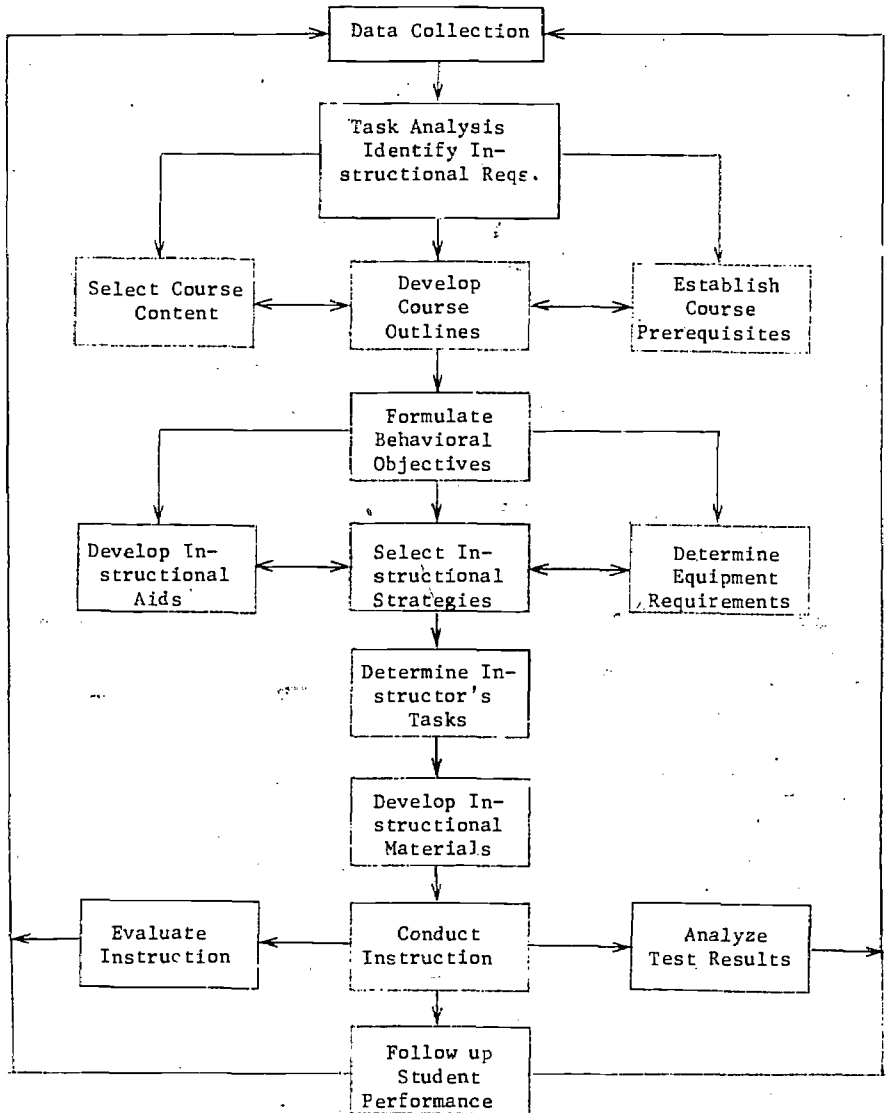 Data Collection
Task Analysis
Identify In-
structional Reqs.
Select Course
Content
Develop
Course
Outlines
Establish
Course
Prerequisites
Formulate
Behavioral
Objectives
Develop In-
structional
Aids
Select In-
structional
Strategies
Determine
Equipment
Requirements
Determine In-
structor's
Tasks
Develop In-
structional
Materials
Evaluate
Instruction
Conduct
Instruction
Analyze
Test Results
Follow up
Student
Performance